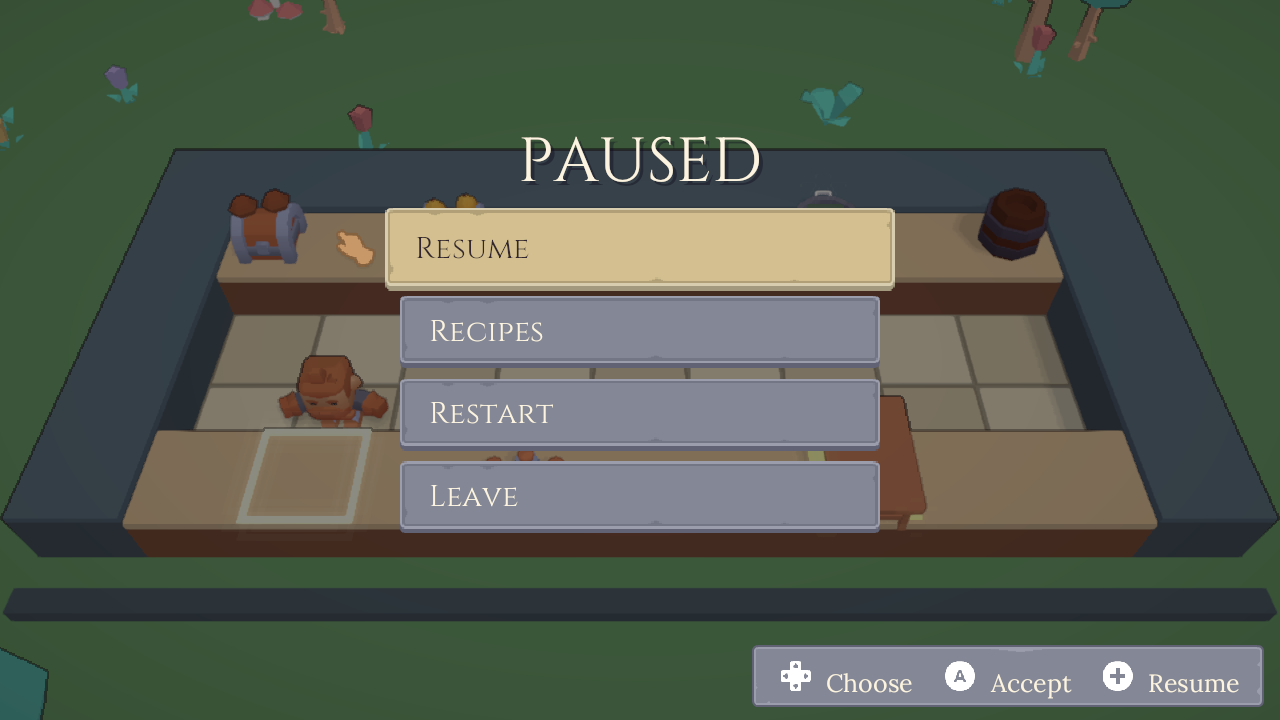 PAUSED
Resume
Recipes
Restart
Leave
Choose A Accept Resume